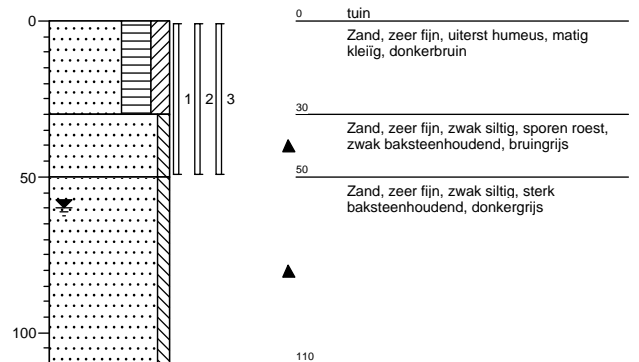 0
50
100
1 2 3
0 tuin
Zand, zeer fijn, uiterst humeus, matig
kleiïg, donkerbruin
30
Zand, zeer fijn, zwak siltig, sporen roest,
zwak baksteenhoudend, bruingrijs
50
Zand, zeer fijn, zwak siltig, sterk
baksteenhoudend, donkergrijs
110